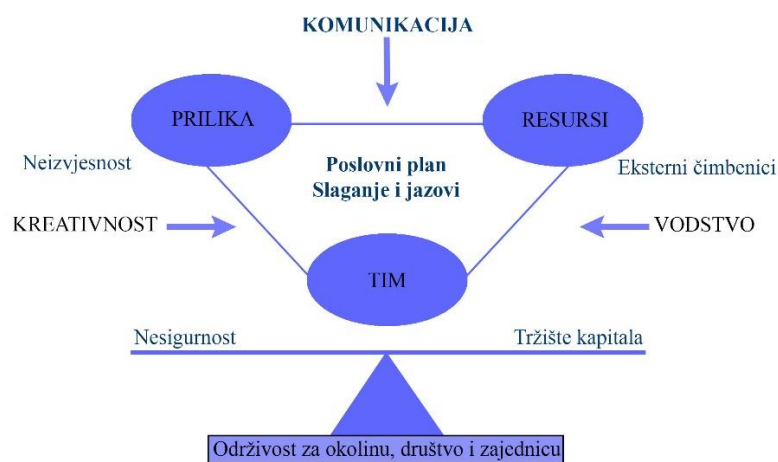 KOMUNIKACIJA
PRILIKA
RESURSI
Neizvjesnost
Poslovni plan
Slaganje i jazovi
Eksterni čimbenici
KREATIVNOST
VODSTVO
TIM
Nesigurnost
Tržište kapitala
Održivost za okolinu, društvo i zajednicu